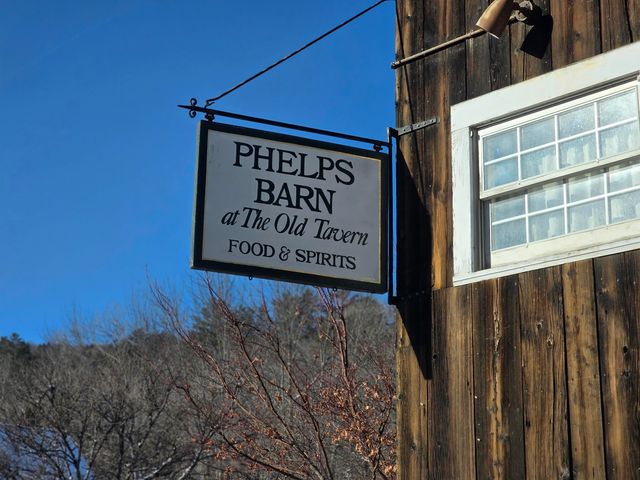 PHELPS
BARN
at The Old Tavern
FOOD & SPIRITS